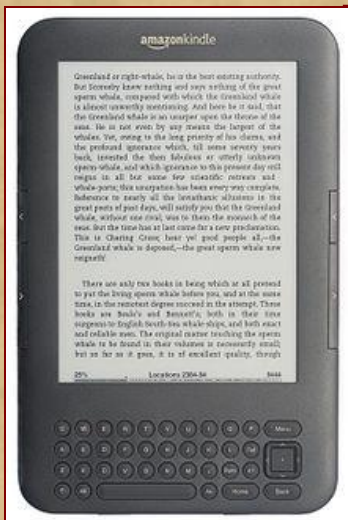 amazonkindle
Greenland or right-whale, he is the best existing authority.
But Scoresby knew nothing and says nothing of the great
sperm whale, compared with which the Greenland whale
is almost unworthy mentioning. And here be it said, that
the Greenland whale is an usurper upon the throne of the
seas. He is not even by any means the largest of the
whales. Yet, owing to the long priority of his claims, and
the profound ignorance which, till some seventy years
back, invested the then fabulous or utterly unknown
sperm-whale, and which ignorance to this present day still
reigns in all but some few scientific retreats and
whale-ports; this usurpation has been every way complete.
Reference to nearly all the leviathanic allusions in the
great poets of past days, will satisfy you that the Greenland
whale, without one rival, was to them the monarch of the
seas. But the time has at last come for a new proclamation.
This is Charing Cross; hear ye! good people all,—the
Greenland whale is deposed,—the great sperm whale now
reigneth!
There are only two books in being which at all pretend
to put the living sperm whale before you, and at the same
time, in the remotest degree succeed in the attempt. Those
books are Beale's and Bennett's; both in their time
surgeons to English South-Sea whale-ships, and both exact
and reliable men. The original matter touching the sperm
whale to be found in their volumes is necessarily small;
but so far as it goes, it is of excellent quality, though
25% Locations 2384-94
Q W E R T Y U I O P Menu
A S D F G H J K L Del
Z X C V B N M
Alt Home Back